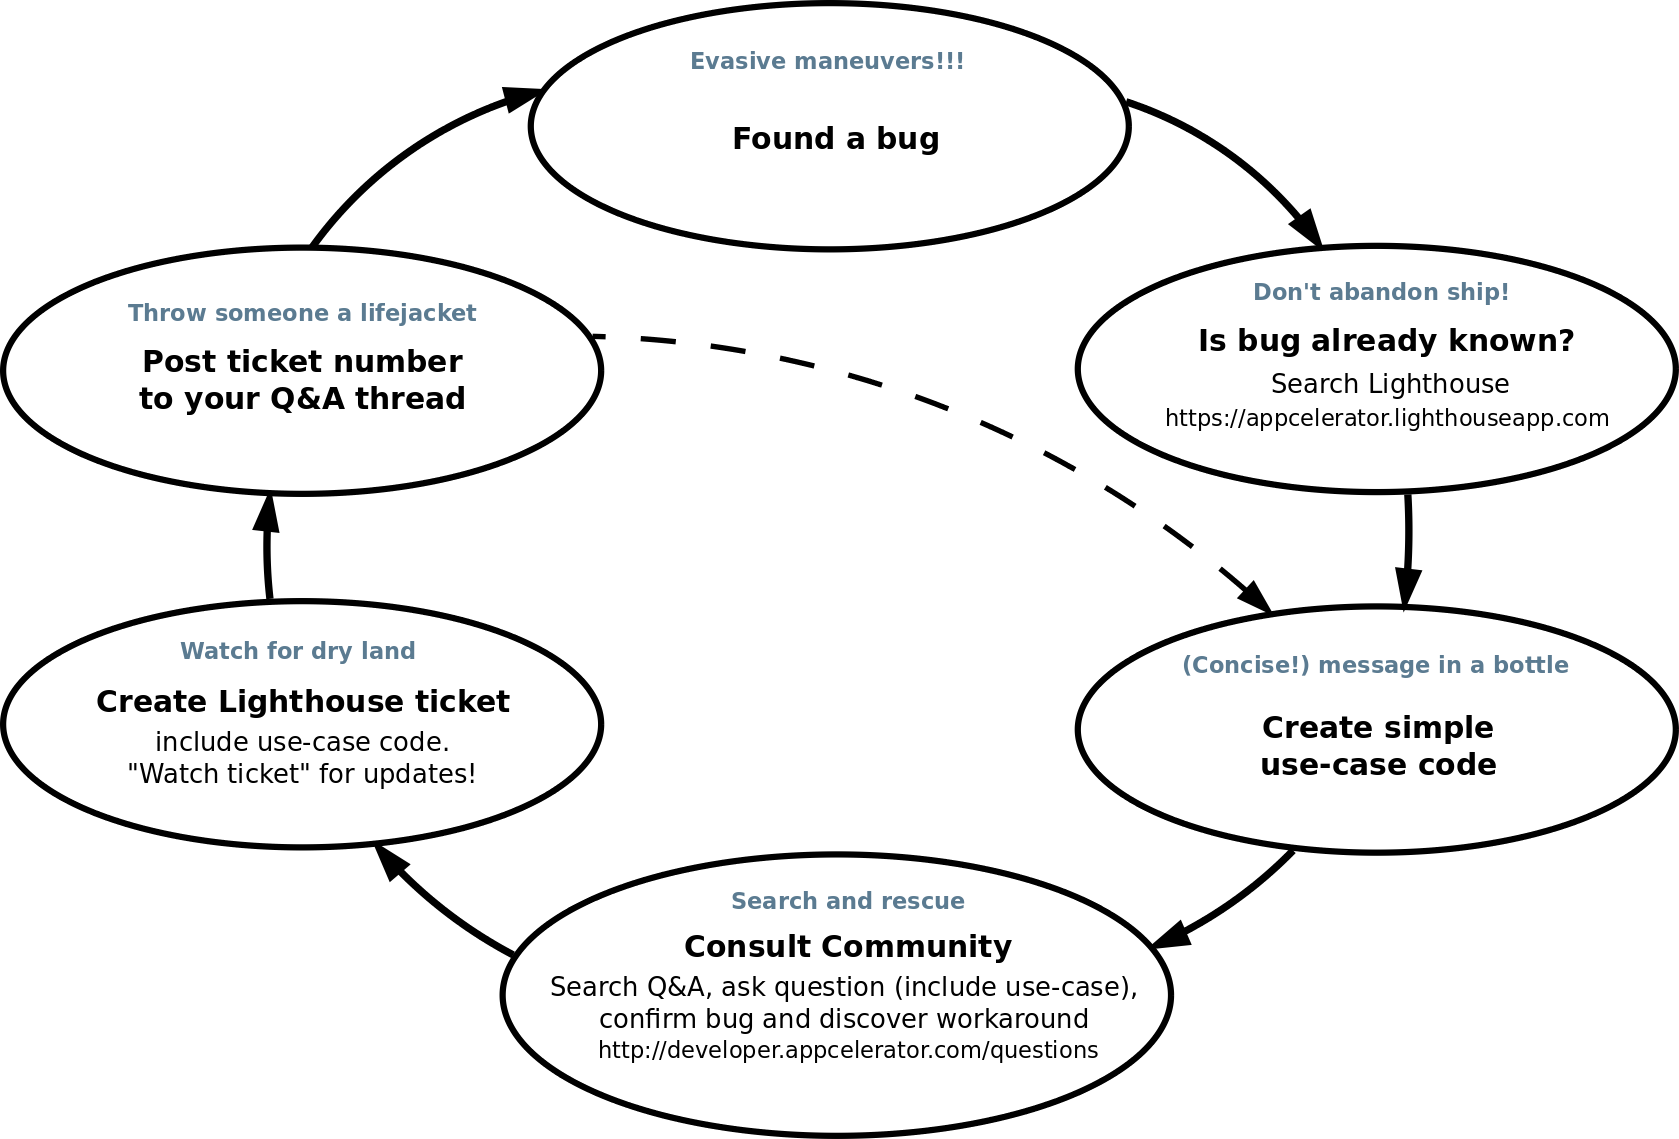 Evasive maneuvers!!!
Found a bug
Don't abandon ship!
Is bug already known?
Search Lighthouse
https://appcelerator.lighthouseapp.com
(Concise!) message in a bottle
Create simple
use-case code
Search and rescue
Consult Community
Search Q&A, ask question (include use-case),
confirm bug and discover workaround
http://developer.appcelerator.com/questions
Watch for dry land
Create Lighthouse ticket
include use-case code.
"Watch ticket" for updates!
Throw someone a lifejacket
Post ticket number
to your Q&A thread